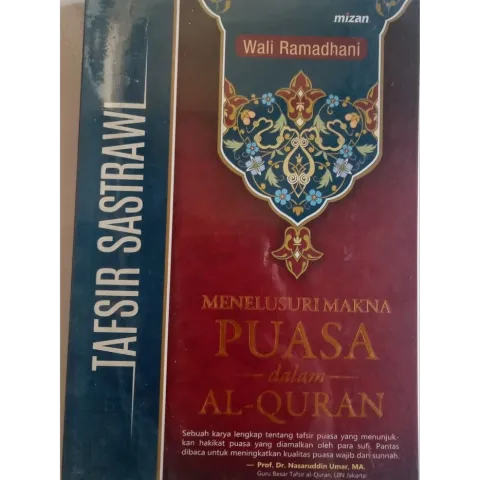 mizan
Wali Ramadhani
TAFSIR SASTRAWI
MENELUSURI MAKNA
PUASA
dalam
AL-QURAN
Sebuah karya lengkap tentang tafsir puasa yang menunjuk-
kan hakikat puasa yang diamalkan oleh para sufi. Pantas
dibaca untuk meningkatkan kualitas puasa wajib dan sunnah.
— Prof. Dr. Nasaruddin Umar, MA.
Guru Besar Tafsir al-Quran, UIN Jakarta